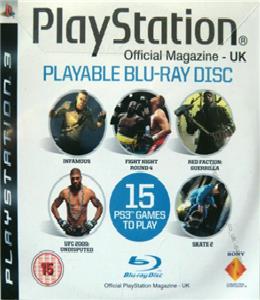 PLAYSTATION 3
PlayStation®
Official Magazine - UK
PLAYABLE BLU-RAY DISC
INFAMOUS
FIGHT NIGHT
ROUND 4
RED FACTION:
GUERRILLA
15
PS3™ GAMES
TO PLAY
UFC 2009:
UNDISPUTED
SKATE 2
15
Blu-ray Disc
SONY
Official PlayStation Magazine - UK